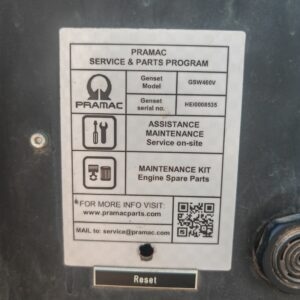 PRAMAC
SERVICE & PARTS PROGRAM
PRAMAC
Genset Model
GSW460V
Genset serial no.
HEI0008535
ASSISTANCE
MAINTENANCE
Service on-site
MAINTENANCE KIT
Engine Spare Parts
*FOR MORE INFO VISIT:
www.pramacparts.com
MAIL to: service@pramac.com
Reset